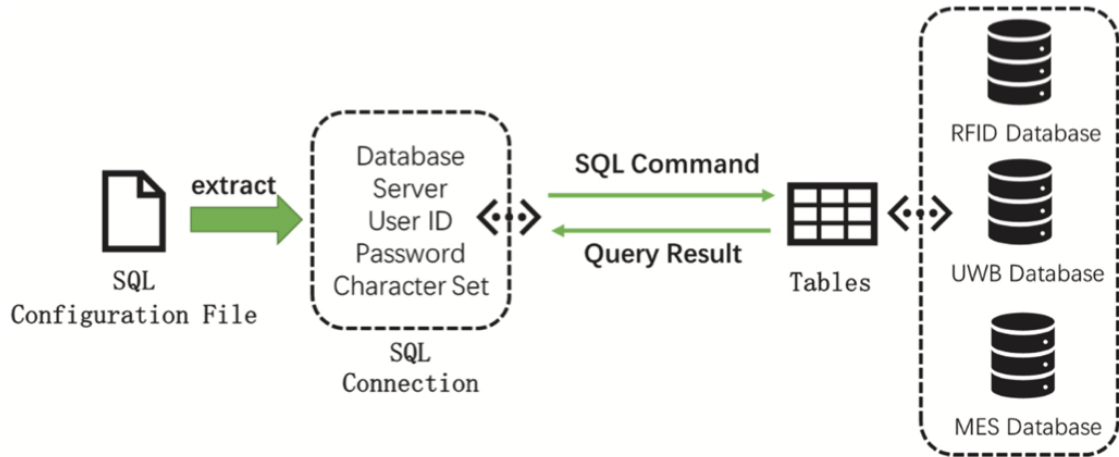 extract
SQL
Configuration File
Database
Server
User ID
Password
Character Set
SQL
Connection
SQL Command
Query Result
Tables
RFID Database
UWB Database
MES Database